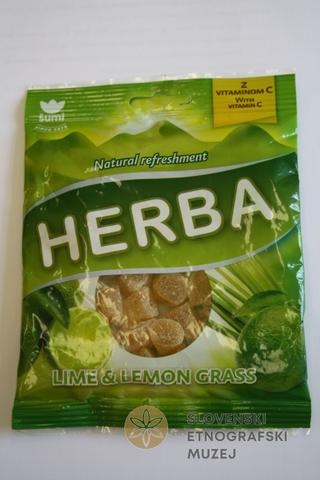 Z
VITAMINOM C
WITH
VITAMIN C
šumi
Natural refreshment
HERBA
LIME & LEMON GRASS
SLOVENSKI
ETNOGRAFSKI
MUZEJ